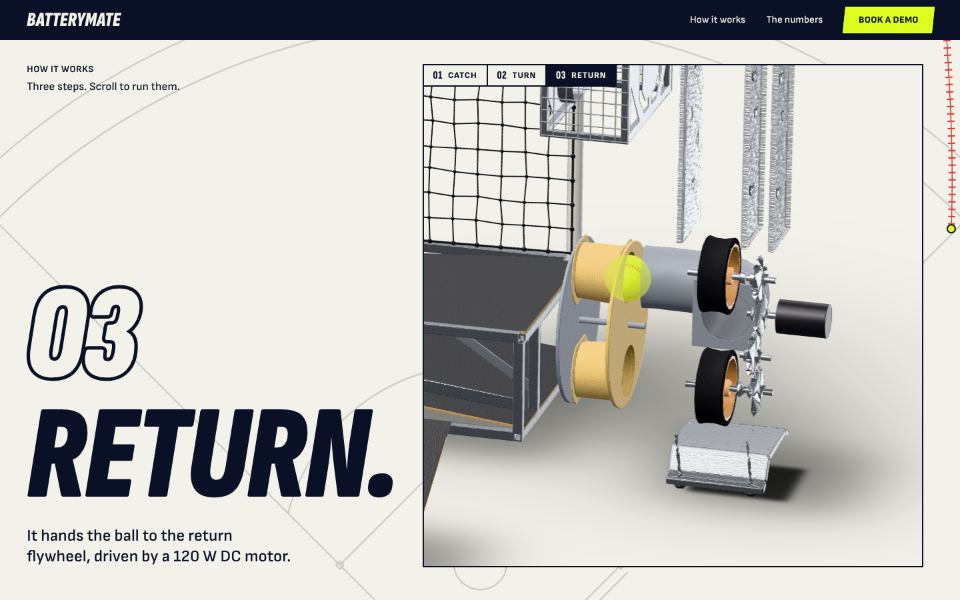 BATTERYMATE
How it works
The numbers
BOOK A DEMO
HOW IT WORKS
Three steps. Scroll to run them.
01 CATCH
02 TURN
03 RETURN
03
RETURN.
It hands the ball to the return
flywheel, driven by a 120 W DC motor.